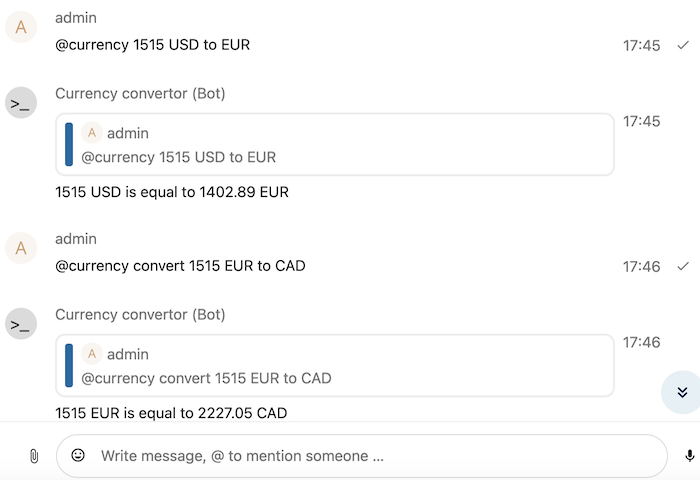 admin
A
@currency 1515 USD to EUR
17:45
Currency convertor (Bot)
>_
17:45
A admin
@currency 1515 USD to EUR
1515 USD is equal to 1402.89 EUR
admin
A
@currency convert 1515 EUR to CAD
17:46
Currency convertor (Bot)
>_
17:46
A admin
@currency convert 1515 EUR to CAD
1515 EUR is equal to 2227.05 CAD
Write message, @ to mention someone ...